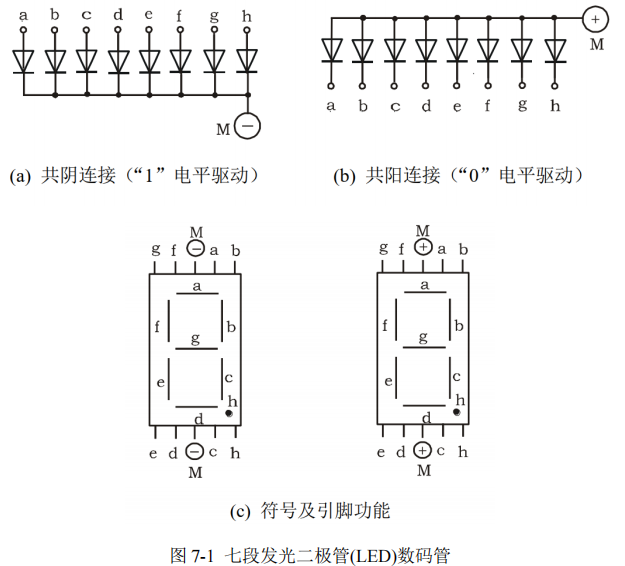 a b c d e f g h
M −
+
M
a b c d e f g h
(a) 共阴连接（“1”电平驱动）
(b) 共阳连接（“0”电平驱动）
M
g f − a b
a
f
b
g
e
c
h
d
e d − c h
M
M
g f + a b
a
f
b
g
e
c
h
d
e d + c h
M
(c) 符号及引脚功能
图 7-1 七段发光二极管(LED)数码管